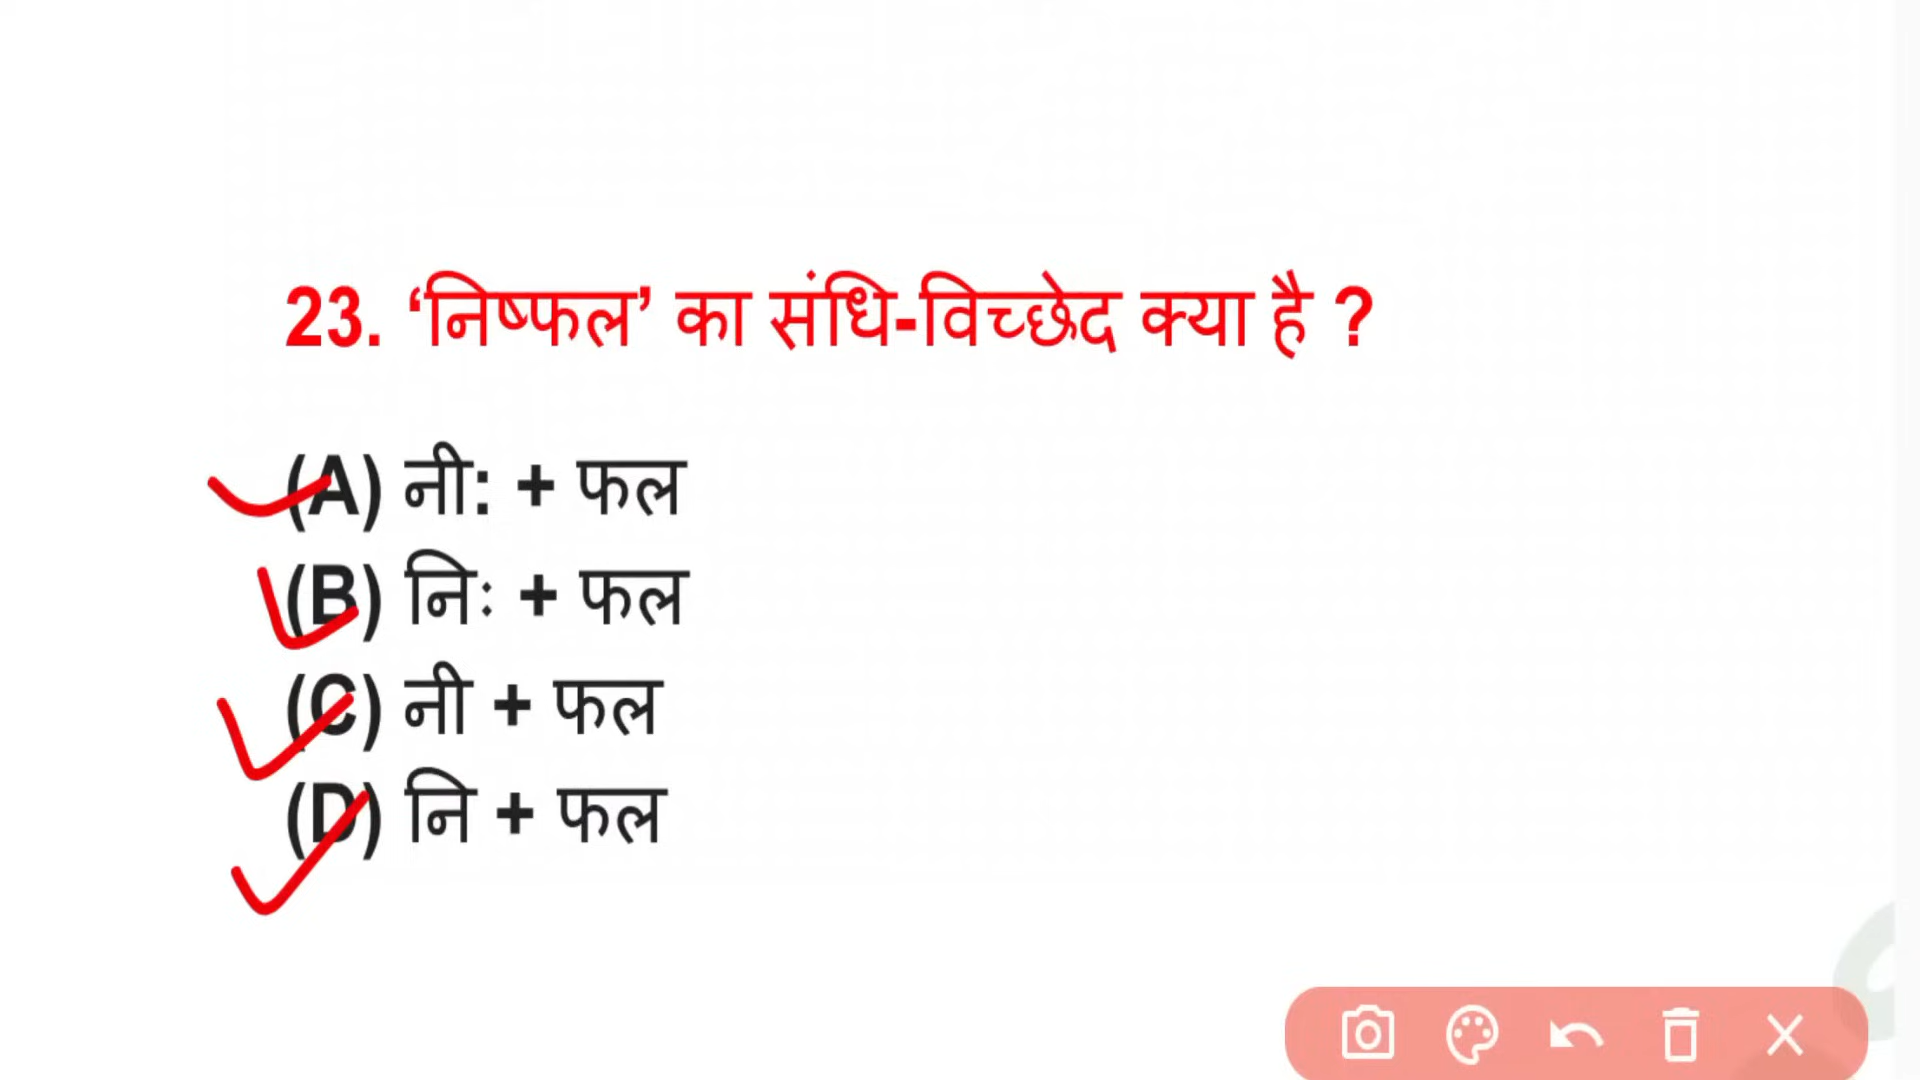 23. ‘निष्फल’ का संधि-विच्छेद क्या है ?
(A) नी: + फल
(B) निः + फल
(C) नी + फल
(D) नि + फल